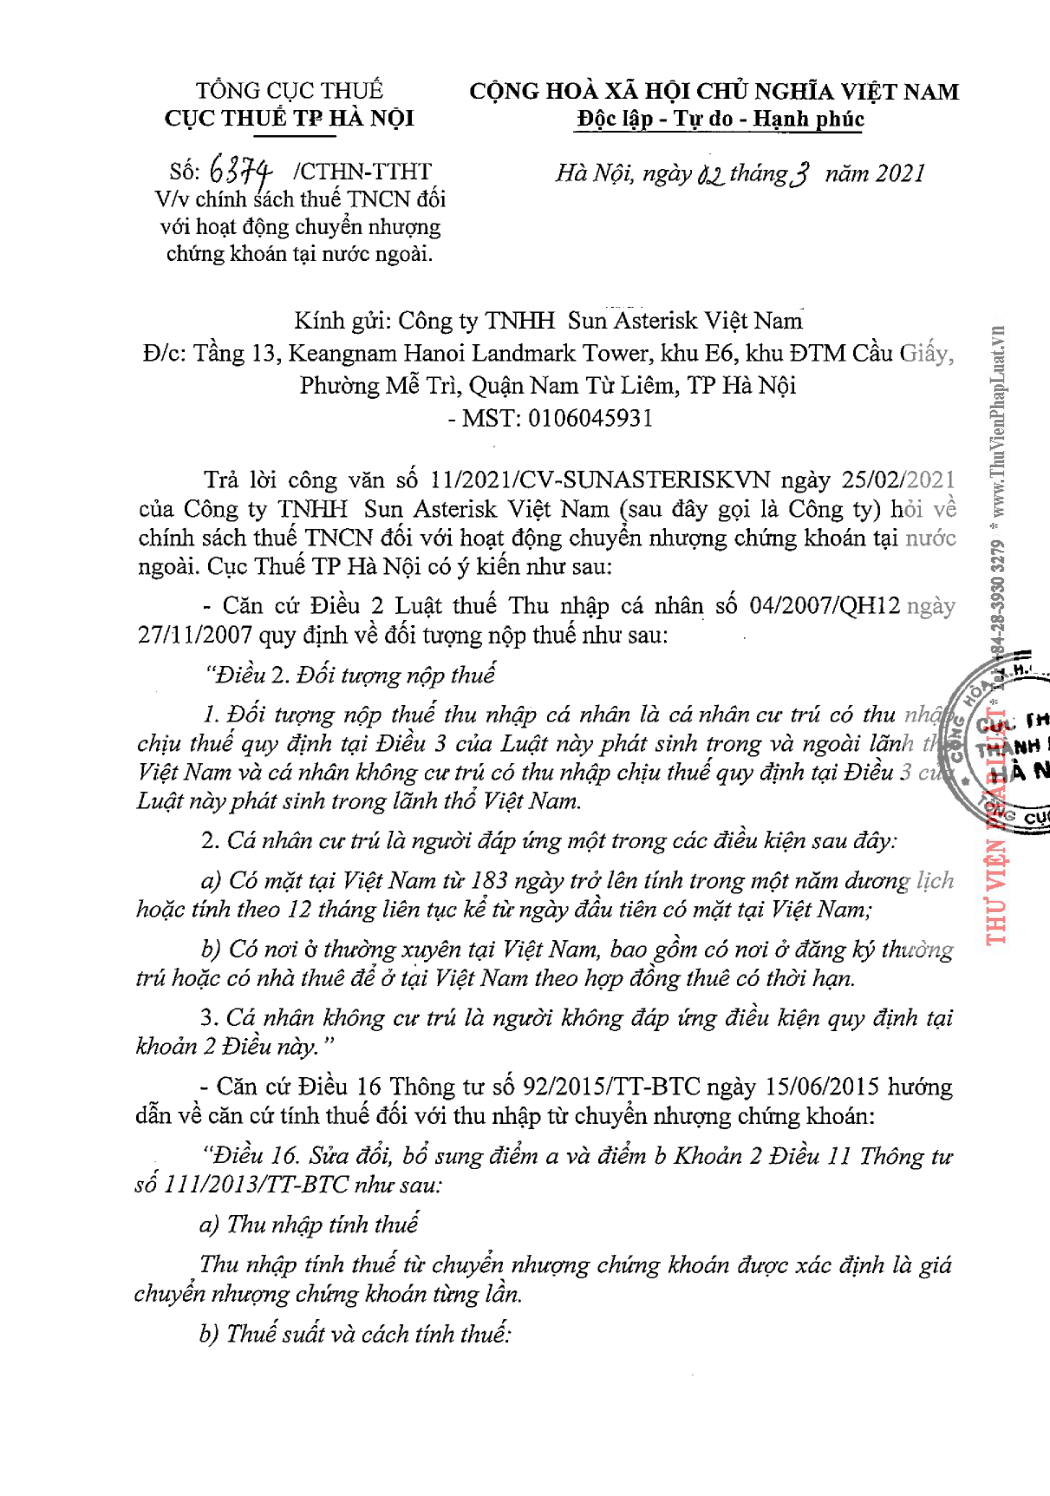 TỔNG CỤC THUẾ
CỤC THUẾ TP HÀ NỘI
CỘNG HOÀ XÃ HỘI CHỦ NGHĨA VIỆT NAM
Độc lập - Tự do - Hạnh phúc
Số: 6374 /CTHN-TTHT
V/v chính sách thuế TNCN đối
với hoạt động chuyển nhượng
chứng khoán tại nước ngoài.
Hà Nội, ngày 02 tháng 3 năm 2021
Kính gửi: Công ty TNHH Sun Asterisk Việt Nam
Đ/c: Tầng 13, Keangnam Hanoi Landmark Tower, khu E6, khu ĐTM Cầu Giấy,
Phường Mễ Trì, Quận Nam Từ Liêm, TP Hà Nội
- MST: 0106045931
Trả lời công văn số 11/2021/CV-SUNASTERISKVN ngày 25/02/2021
của Công ty TNHH Sun Asterisk Việt Nam (sau đây gọi là Công ty) hỏi về
chính sách thuế TNCN đối với hoạt động chuyển nhượng chứng khoán tại nước
ngoài. Cục Thuế TP Hà Nội có ý kiến như sau:
- Căn cứ Điều 2 Luật thuế Thu nhập cá nhân số 04/2007/QH12 ngày
27/11/2007 quy định về đối tượng nộp thuế như sau:
“Điều 2. Đối tượng nộp thuế
1. Đối tượng nộp thuế thu nhập cá nhân là cá nhân cư trú có thu nhập
chịu thuế quy định tại Điều 3 của Luật này phát sinh trong và ngoài lãnh
Việt Nam và cá nhân không cư trú có thu nhập chịu thuế quy định tại Điều 3 của
Luật này phát sinh trong lãnh thổ Việt Nam.
2. Cá nhân cư trú là người đáp ứng một trong các điều kiện sau đây:
a) Có mặt tại Việt Nam từ 183 ngày trở lên tính trong một năm dương lịch
hoặc tính theo 12 tháng liên tục kể từ ngày đầu tiên có mặt tại Việt Nam;
b) Có nơi ở thường xuyên tại Việt Nam, bao gồm có nơi ở đăng ký thường
trú hoặc có nhà thuê để ở tại Việt Nam theo hợp đồng thuê có thời hạn.
3. Cá nhân không cư trú là người không đáp ứng điều kiện quy định tại
khoản 2 Điều này.”
- Căn cứ Điều 16 Thông tư số 92/2015/TT-BTC ngày 15/06/2015 hướng
dẫn về căn cứ tính thuế đối với thu nhập từ chuyển nhượng chứng khoán:
“Điều 16. Sửa đổi, bổ sung điểm a và điểm b Khoản 2 Điều 11 Thông tư
số 111/2013/TT-BTC như sau:
a) Thu nhập tính thuế
Thu nhập tính thuế từ chuyển nhượng chứng khoán được xác định là giá
chuyển nhượng chứng khoán từng lần.
b) Thuế suất và cách tính thuế:
THƯ VIỆN PHÁP LUẬT * Tel: +84-28-3930 3279 * www.ThuVienPhapLuat.vn
CỘNG HÒA
CỤC
HÀ
TỔNG CỤC